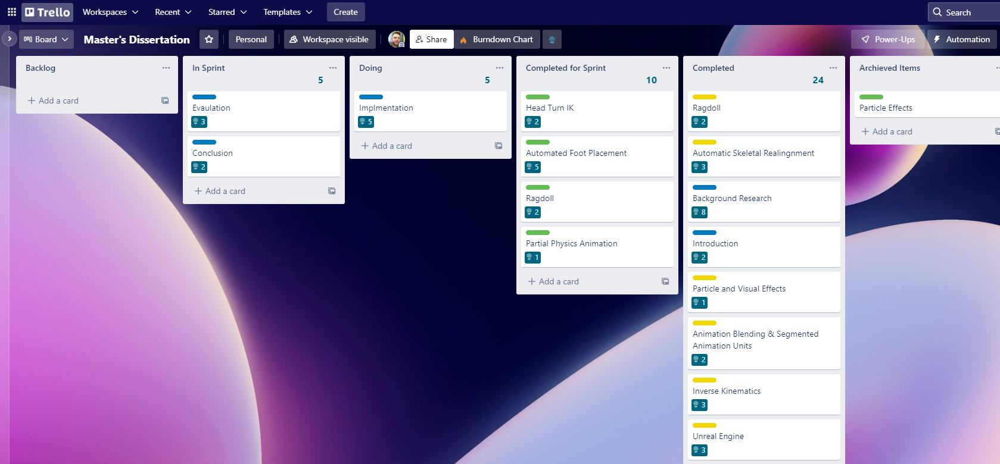 Trello Workspaces Recent Starred Templates Create Search
Board Master's Dissertation Personal Workspace visible Share Burndown Chart Power-Ups Automation
Backlog
Add a card
In Sprint
5
Evaulation
3
Conclusion
2
Add a card
Doing
5
Implmentation
5
Add a card
Completed for Sprint
10
Head Turn IK
2
Automated Foot Placement
5
Ragdoll
2
Partial Physics Animation
1
Add a card
Completed
24
Ragdoll
2
Automatic Skeletal Realingnment
3
Background Research
8
Introduction
2
Particle and Visual Effects
1
Animation Blending & Segmented
Animation Units
2
Inverse Kinematics
3
Unreal Engine
3
Archieved Items
Particle Effects
Add a card